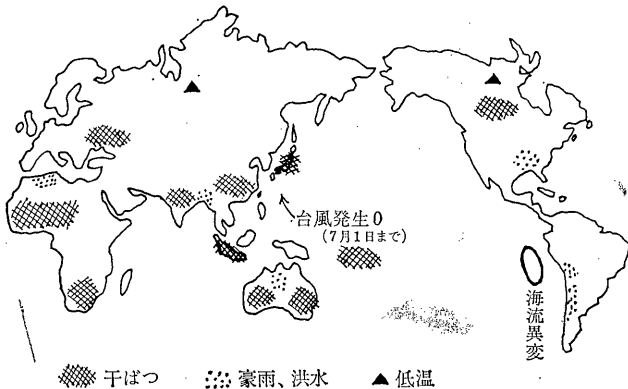 台風発生0
(7月1日まで)
海流異変
干ばつ
豪雨、洪水
低温